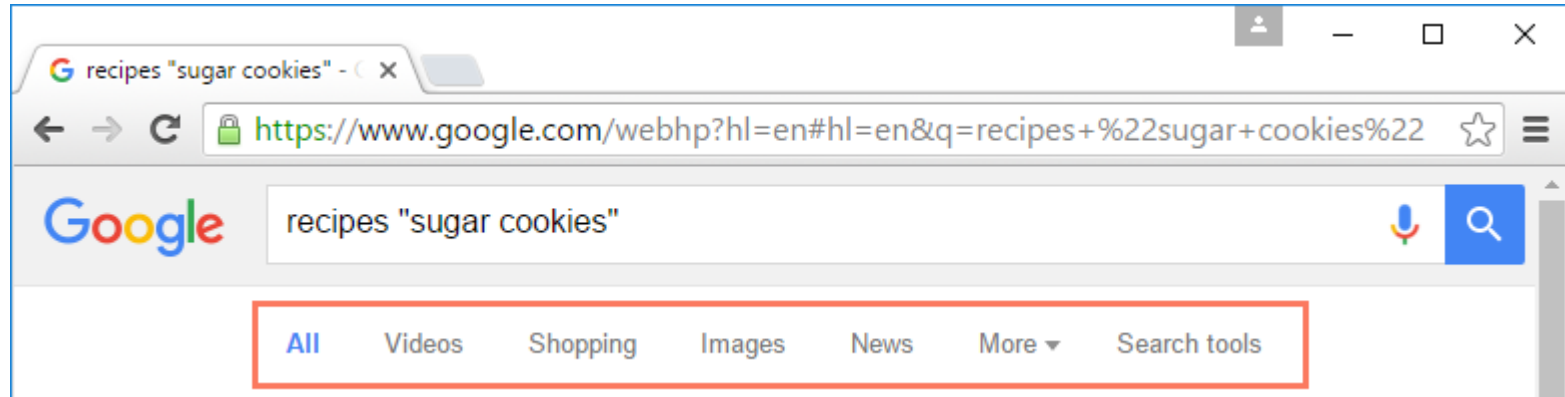 recipes "sugar cookies" -
https://www.google.com/webhp?hl=en#hl=en&q=recipes+%22sugar+cookies%22
Google recipes "sugar cookies"
All Videos Shopping Images News More Search tools